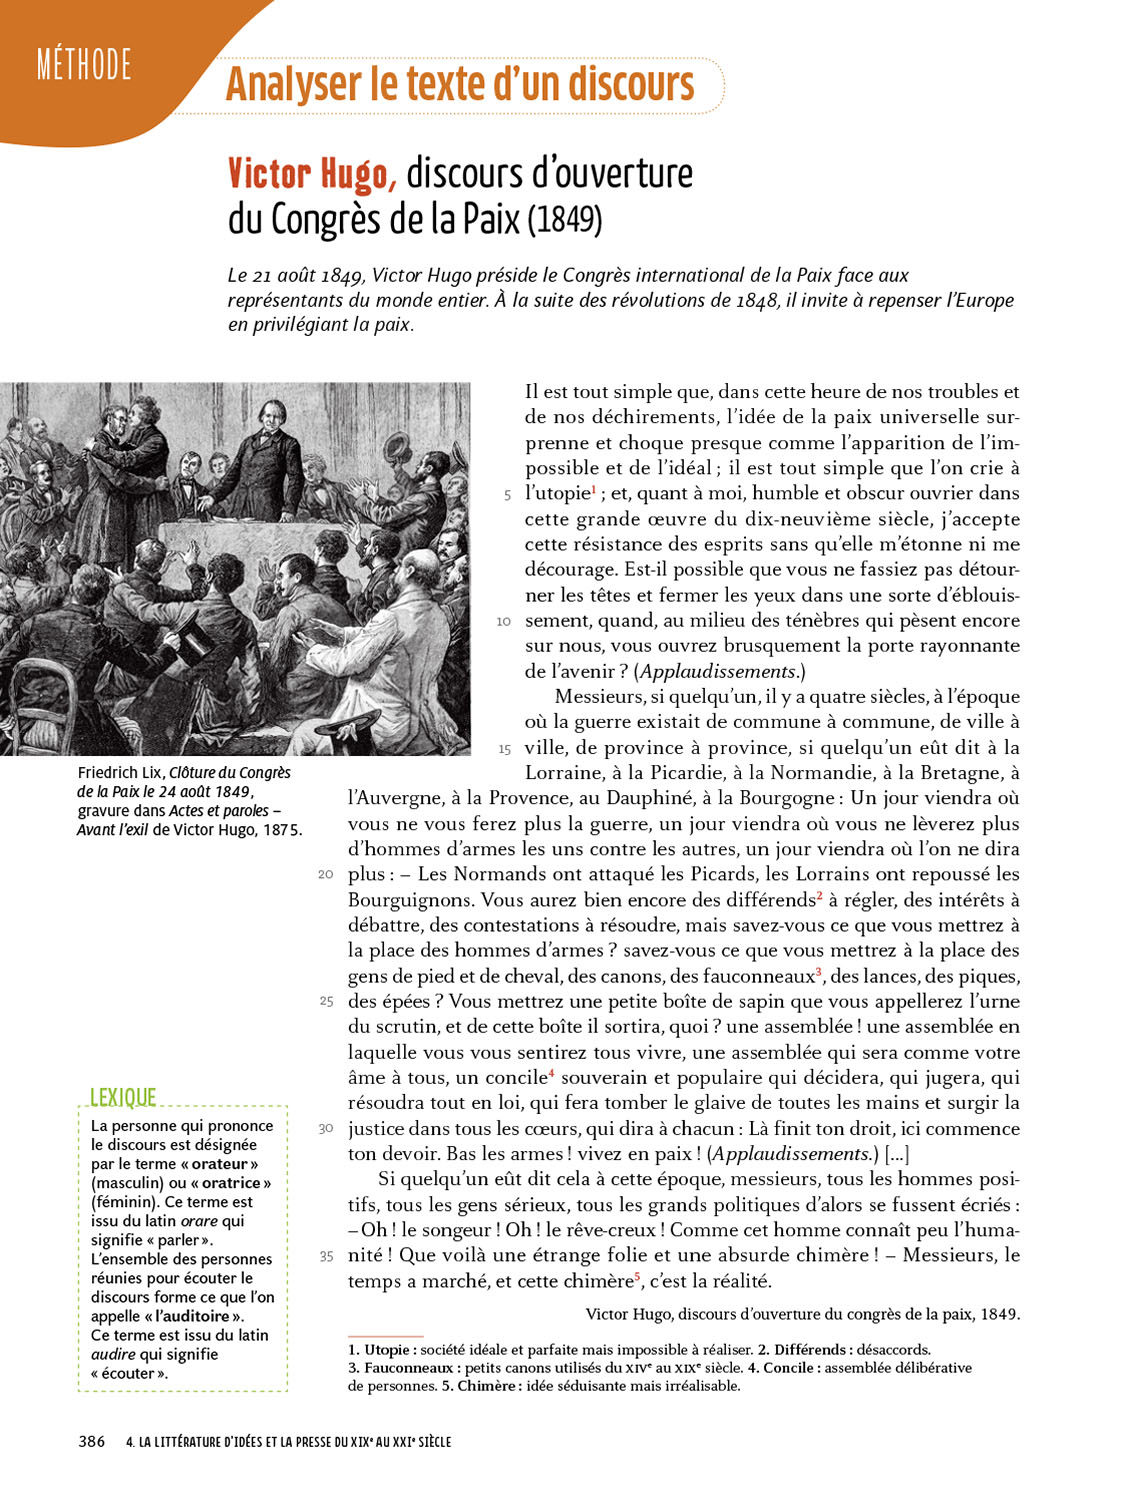 MÉTHODE
Analyser le texte d’un discours
Victor Hugo, discours d’ouverture
du Congrès de la Paix (1849)
Le 21 août 1849, Victor Hugo préside le Congrès international de la Paix face aux
représentants du monde entier. À la suite des révolutions de 1848, il invite à repenser l’Europe
en privilégiant la paix.
Il est tout simple que, dans cette heure de nos troubles et
de nos déchirements, l’idée de la paix universelle sur-
prenne et choque presque comme l’apparition de l’im-
possible et de l’idéal ; il est tout simple que l’on crie à
5 l’utopie1 ; et, quant à moi, humble et obscur ouvrier dans
cette grande œuvre du dix-neuvième siècle, j’accepte
cette résistance des esprits sans qu’elle m’étonne ni me
décourage. Est-il possible que vous ne fassiez pas détour-
ner les têtes et fermer les yeux dans une sorte d’éblouis-
10 sement, quand, au milieu des ténèbres qui pèsent encore
sur nous, vous ouvrez brusquement la porte rayonnante
de l’avenir ? (Applaudissements.)
Messieurs, si quelqu’un, il y a quatre siècles, à l’époque
où la guerre existait de commune à commune, de ville à
15 ville, de province à province, si quelqu’un eût dit à la
Lorraine, à la Picardie, à la Normandie, à la Bretagne, à
l’Auvergne, à la Provence, au Dauphiné, à la Bourgogne : Un jour viendra où
vous ne vous ferez plus la guerre, un jour viendra où vous ne lèverez plus
d’hommes d’armes les uns contre les autres, un jour viendra où l’on ne dira
20 plus : – Les Normands ont attaqué les Picards, les Lorrains ont repoussé les
Bourguignons. Vous aurez bien encore des différends2 à régler, des intérêts à
débattre, des contestations à résoudre, mais savez-vous ce que vous mettrez à
la place des hommes d’armes ? savez-vous ce que vous mettrez à la place des
gens de pied et de cheval, des canons, des fauconneaux3, des lances, des piques,
25 des épées ? Vous mettrez une petite boîte de sapin que vous appellerez l’urne
du scrutin, et de cette boîte il sortira, quoi ? une assemblée ! une assemblée en
laquelle vous vous sentirez tous vivre, une assemblée qui sera comme votre
âme à tous, un concile4 souverain et populaire qui décidera, qui jugera, qui
résoudra tout en loi, qui fera tomber le glaive de toutes les mains et surgir la
30 justice dans tous les cœurs, qui dira à chacun : Là finit ton droit, ici commence
ton devoir. Bas les armes ! vivez en paix ! (Applaudissements.) [...]
Si quelqu’un eût dit cela à cette époque, messieurs, tous les hommes posi-
tifs, tous les gens sérieux, tous les grands politiques d’alors se fussent écriés :
– Oh ! le songeur ! Oh ! le rêve-creux ! Comme cet homme connaît peu l’huma-
35 nité ! Que voilà une étrange folie et une absurde chimère ! – Messieurs, le
temps a marché, et cette chimère5, c’est la réalité.
Victor Hugo, discours d’ouverture du congrès de la paix, 1849.
1. Utopie : société idéale et parfaite mais impossible à réaliser. 2. Différends : désaccords.
3. Fauconneaux : petits canons utilisés du XIVe au XIXe siècle. 4. Concile : assemblée délibérative
de personnes. 5. Chimère : idée séduisante mais irréalisable.
Friedrich Lix, Clôture du Congrès
de la Paix le 24 août 1849,
gravure dans Actes et paroles –
Avant l’exil de Victor Hugo, 1875.
LEXIQUE
La personne qui prononce
le discours est désignée
par le terme « orateur »
(masculin) ou « oratrice »
(féminin). Ce terme est
issu du latin orare qui
signifie « parler ».
L’ensemble des personnes
réunies pour écouter le
discours forme ce que l’on
appelle « l’auditoire ».
Ce terme est issu du latin
audire qui signifie
« écouter ».
386 4. LA LITTÉRATURE D’IDÉES ET LA PRESSE DU XIXe AU XXIe SIÈCLE